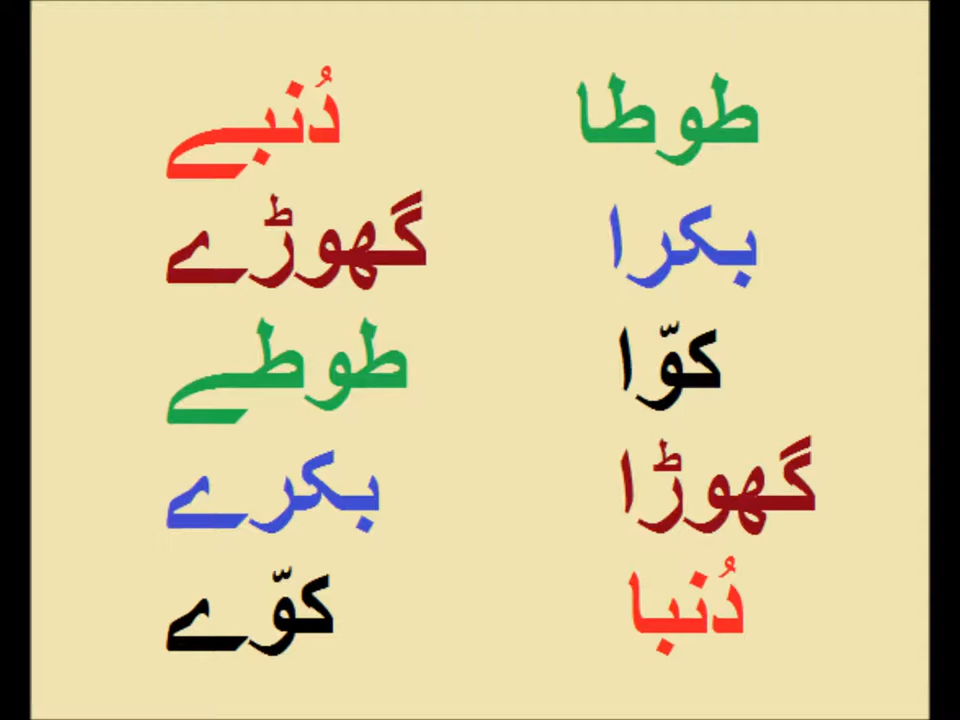 طوطا دُنبے
بکرا گھوڑے
کوّا طوطے
گھوڑا بکرے
دُنبا کوّے